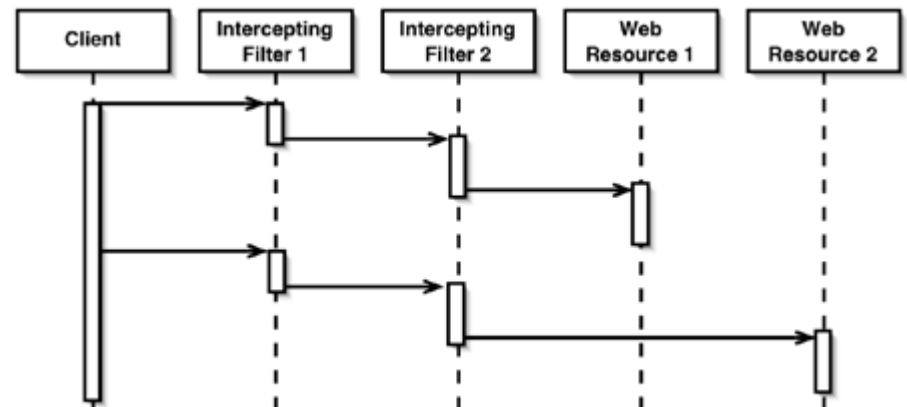 Client
Intercepting
Filter 1
Intercepting
Filter 2
Web
Resource 1
Web
Resource 2